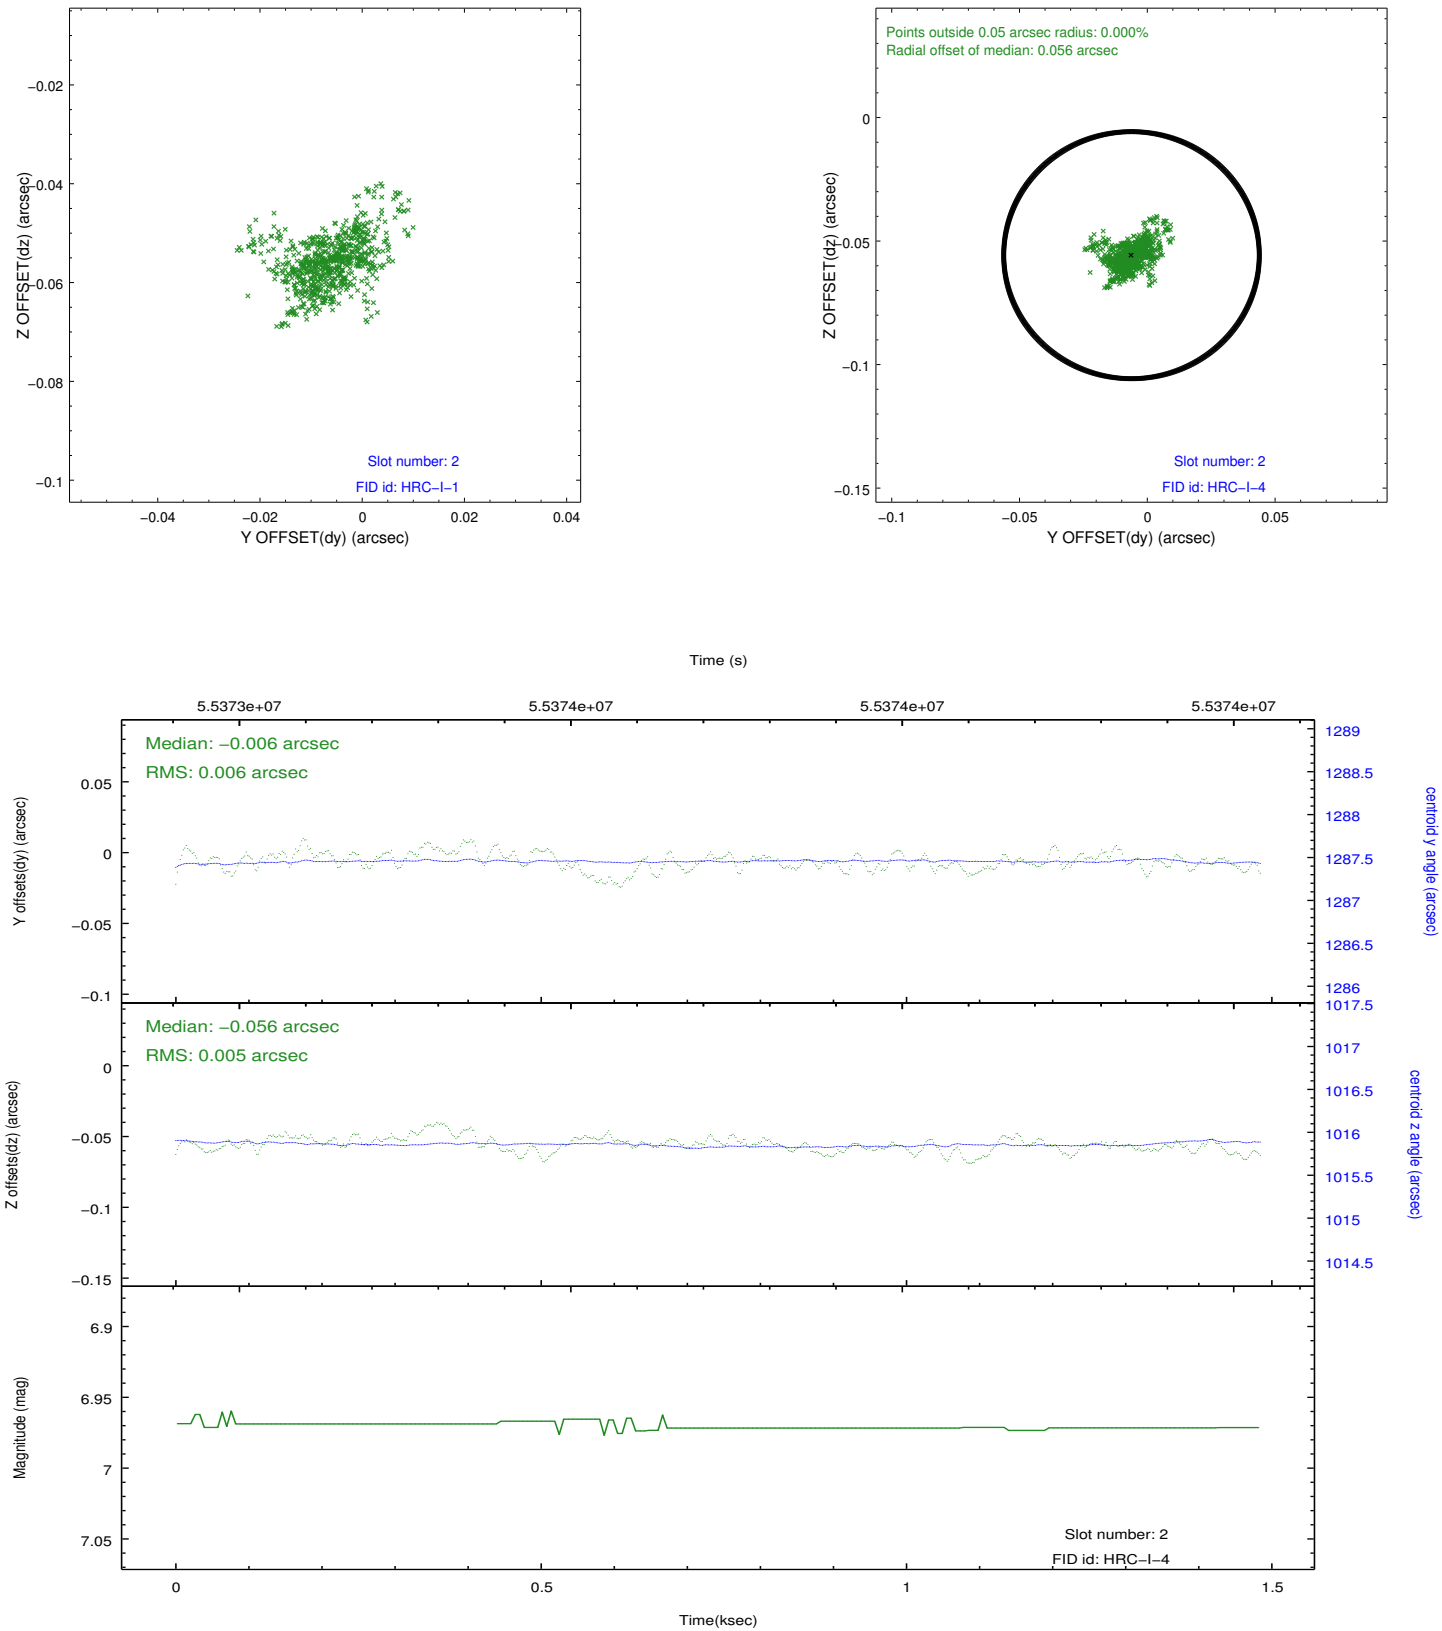 −0.02
−0.04
−0.06
−0.08
−0.1
Z OFFSET(dz) (arcsec)
Slot number: 2
FID id: HRC−I−1
−0.04
−0.02
0
0.02
0.04
Y OFFSET(dy) (arcsec)
Points outside 0.05 arcsec radius: 0.000%
Radial offset of median: 0.056 arcsec
0
−0.05
−0.1
−0.15
Z OFFSET(dz) (arcsec)
Slot number: 2
FID id: HRC−I−4
−0.1
−0.05
0
0.05
Y OFFSET(dy) (arcsec)
Time (s)
5.5373e+07
5.5374e+07
5.5374e+07
5.5374e+07
Median: −0.006 arcsec
RMS: 0.006 arcsec
0.05
0
−0.05
−0.1
Y offsets(dy) (arcsec)
1289
1288.5
1288
1287.5
1287
1286.5
1286
centroid y angle (arcsec)
Median: −0.056 arcsec
RMS: 0.005 arcsec
0
−0.05
−0.1
−0.15
Z offsets(dz) (arcsec)
1017.5
1017
1016.5
1016
1015.5
1015
1014.5
centroid z angle (arcsec)
6.9
6.95
7
7.05
Magnitude (mag)
Slot number: 2
FID id: HRC−I−4
0
0.5
1
1.5
Time(ksec)